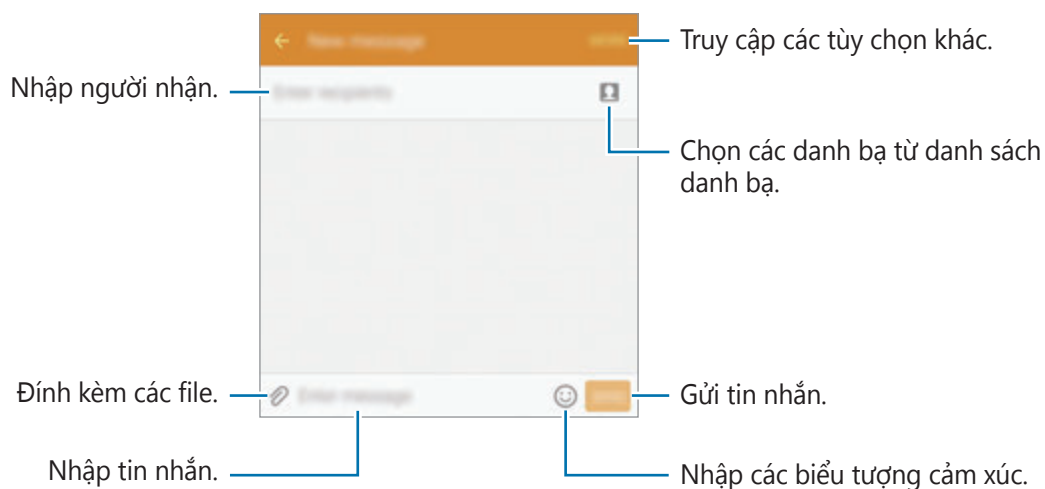 Truy cập các tùy chọn khác.
Nhập người nhận.
Chọn các danh bạ từ danh sách
danh bạ.
Đính kèm các file.
Gửi tin nhắn.
Nhập tin nhắn.
Nhập các biểu tượng cảm xúc.